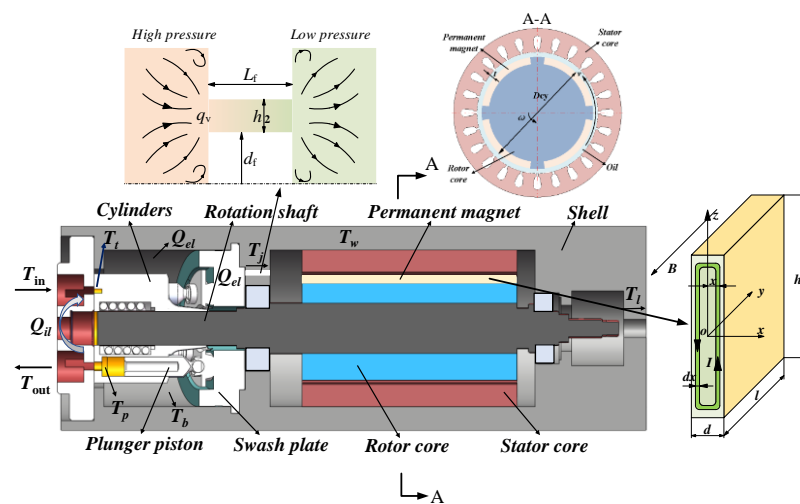 High pressure
Low pressure
L_f
q_v
h_2
d_f
A-A
Permanent magnet
Stator core
t
Dcy
ω
Rotor core
Oil
A
Cylinders
Rotation shaft
Permanent magnet
Shell
T_t
Q_el
T_j
T_w
Q_el
T_in
Q_il
T_out
T_p
T_b
T_l
Plunger piston
Swash plate
Rotor core
Stator core
A
z
B
h
x
y
o
x
I
dx
l
d